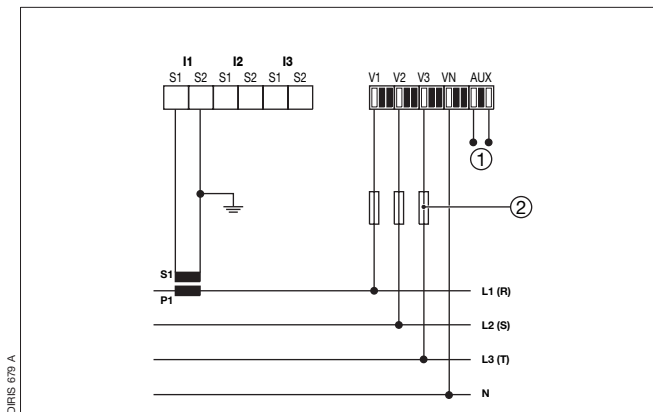 I1 I2 I3
S1 S2 S1 S2 S1 S2
V1 V2 V3 VN AUX
1
2
S1
P1
L1 (R)
L2 (S)
L3 (T)
N
DIRIS 679 A